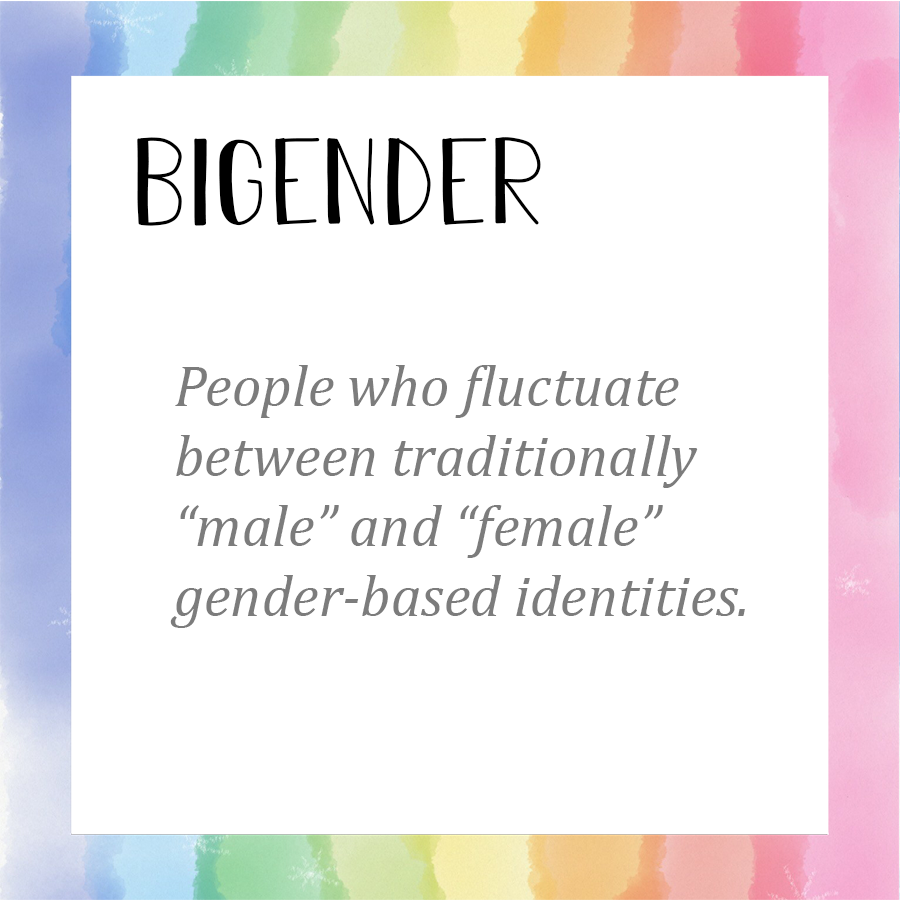 BIGENDER
People who fluctuate
between traditionally
“male” and “female”
gender-based identities.